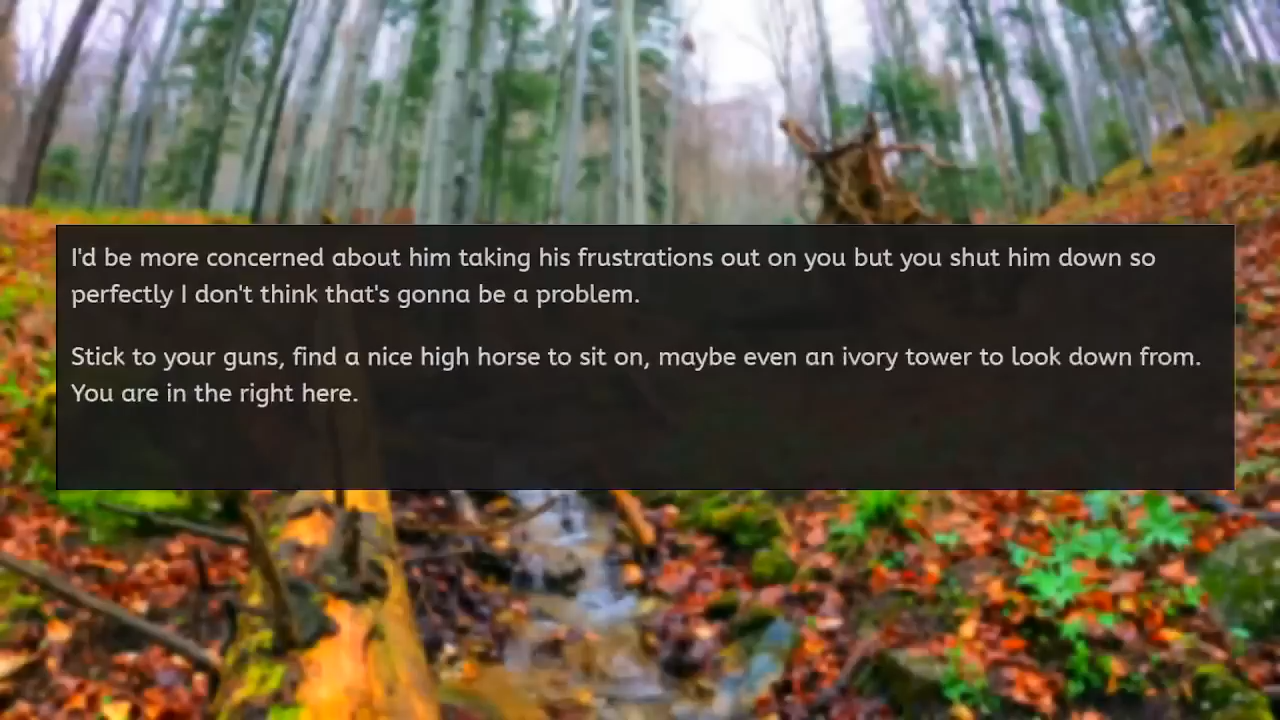 I'd be more concerned about him taking his frustrations out on you but you shut him down so
perfectly I don't think that's gonna be a problem.
Stick to your guns, find a nice high horse to sit on, maybe even an ivory tower to look down from.
You are in the right here.